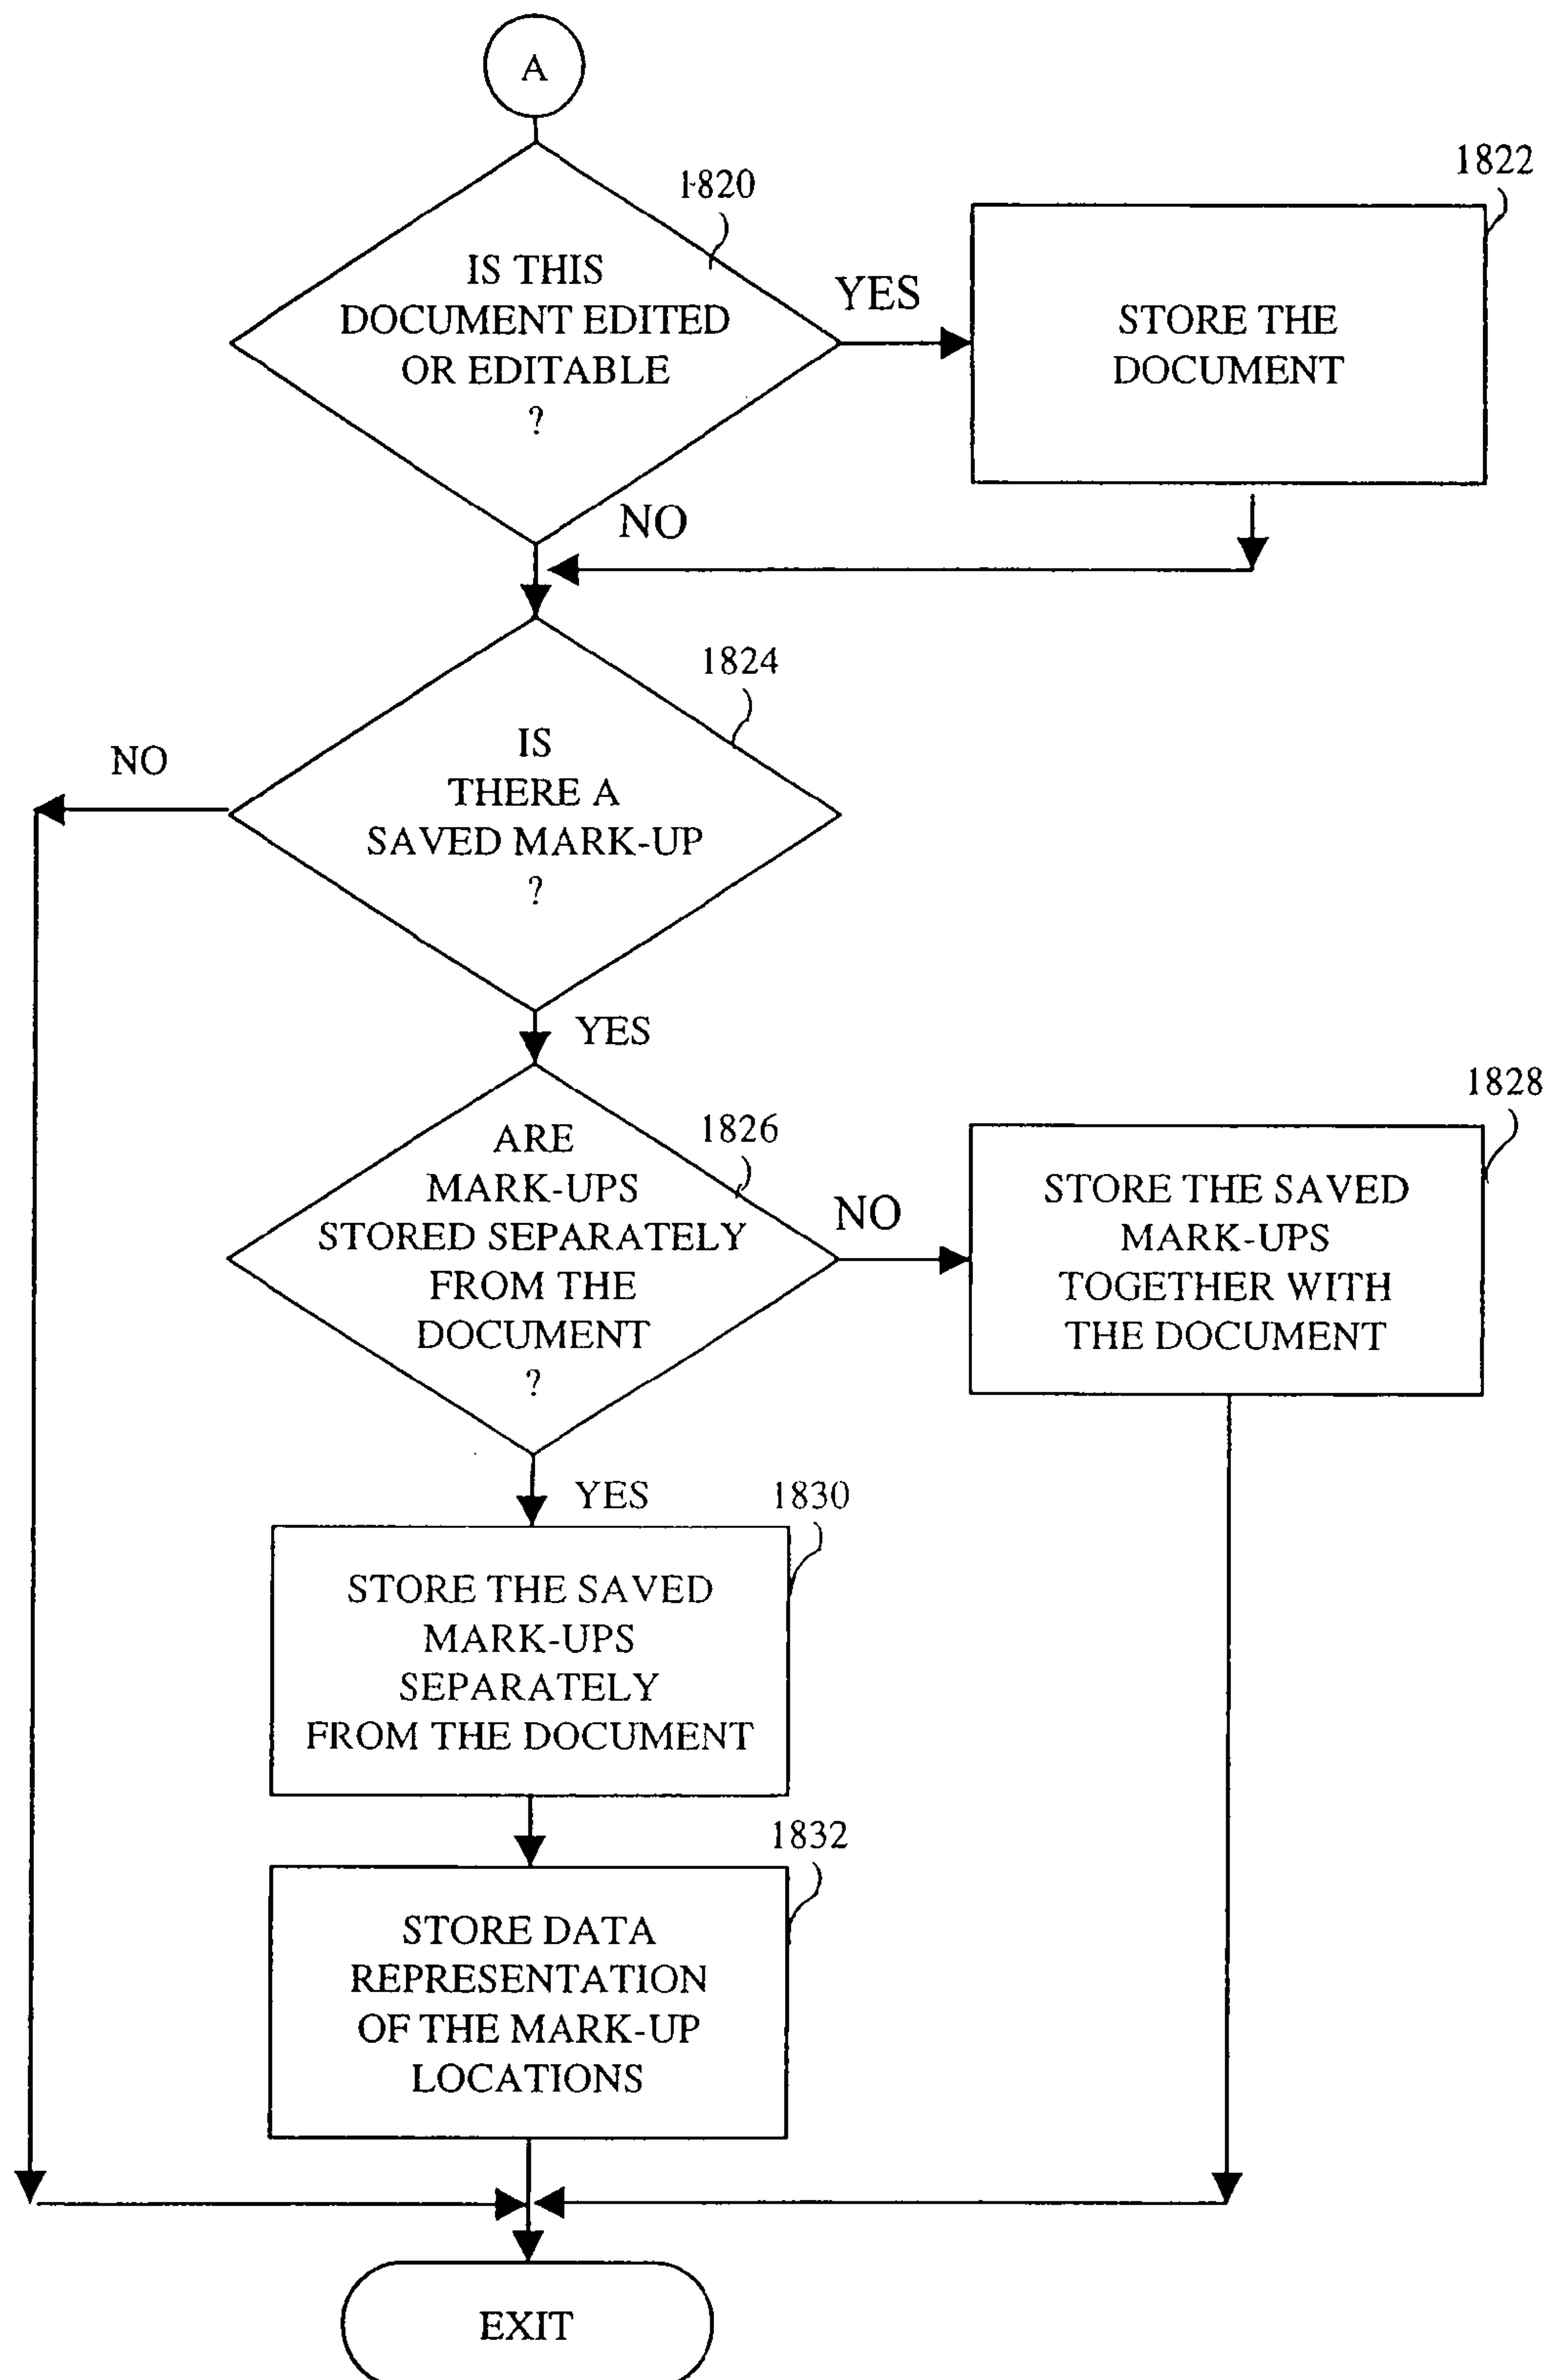 A
1820
IS THIS
DOCUMENT EDITED
OR EDITABLE
?
YES
1822
STORE THE
DOCUMENT
NO
1824
IS
THERE A
SAVED MARK-UP
?
NO
YES
1826
ARE
MARK-UPS
STORED SEPARATELY
FROM THE
DOCUMENT
?
NO
1828
STORE THE SAVED
MARK-UPS
TOGETHER WITH
THE DOCUMENT
YES
1830
STORE THE SAVED
MARK-UPS
SEPARATELY
FROM THE DOCUMENT
1832
STORE DATA
REPRESENTATION
OF THE MARK-UP
LOCATIONS
EXIT